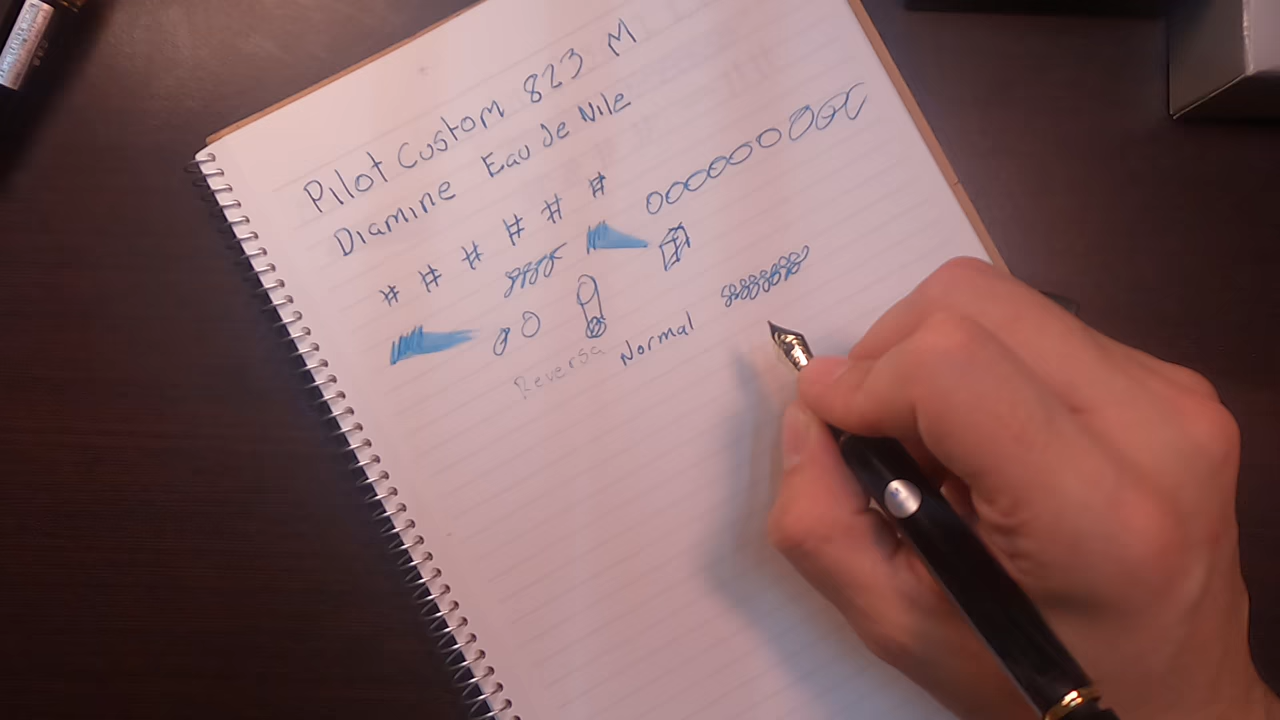 Pilot Custom 823 M
Diamine Eau de Nile
# # # # # #
Reverse Normal